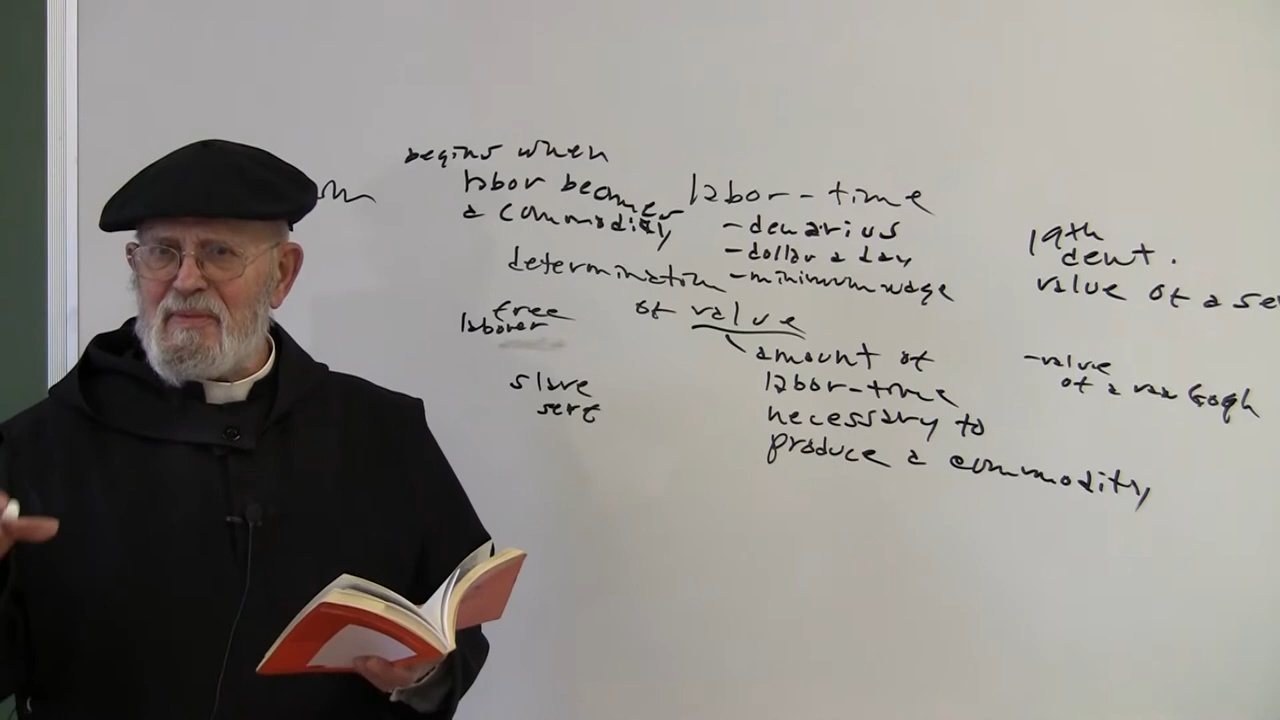 begins when
labor becomes
a commodity
labor-time
-denarius
-dollar a day
-minimum wage
determination
of value
free
laborer
slave
serf
amount of
labor-time
necessary to
produce a commodity
19th
cent.
value of a
-value
of a van Gogh